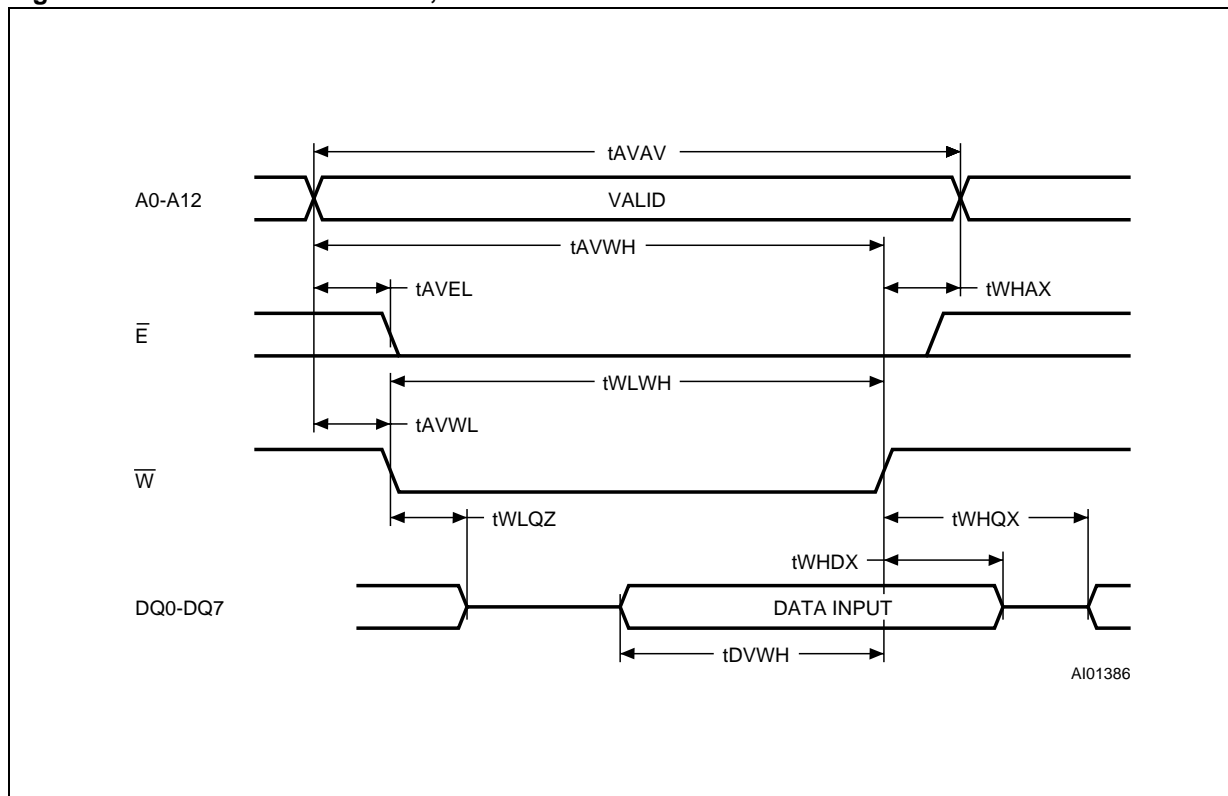 tAVAV
A0-A12
VALID
tAVWH
tAVEL
tWHAX
E̅
tWLWH
tAVWL
W̅
tWLQZ
tWHQX
tWHDX
DQ0-DQ7
DATA INPUT
tDVWH
AI01386